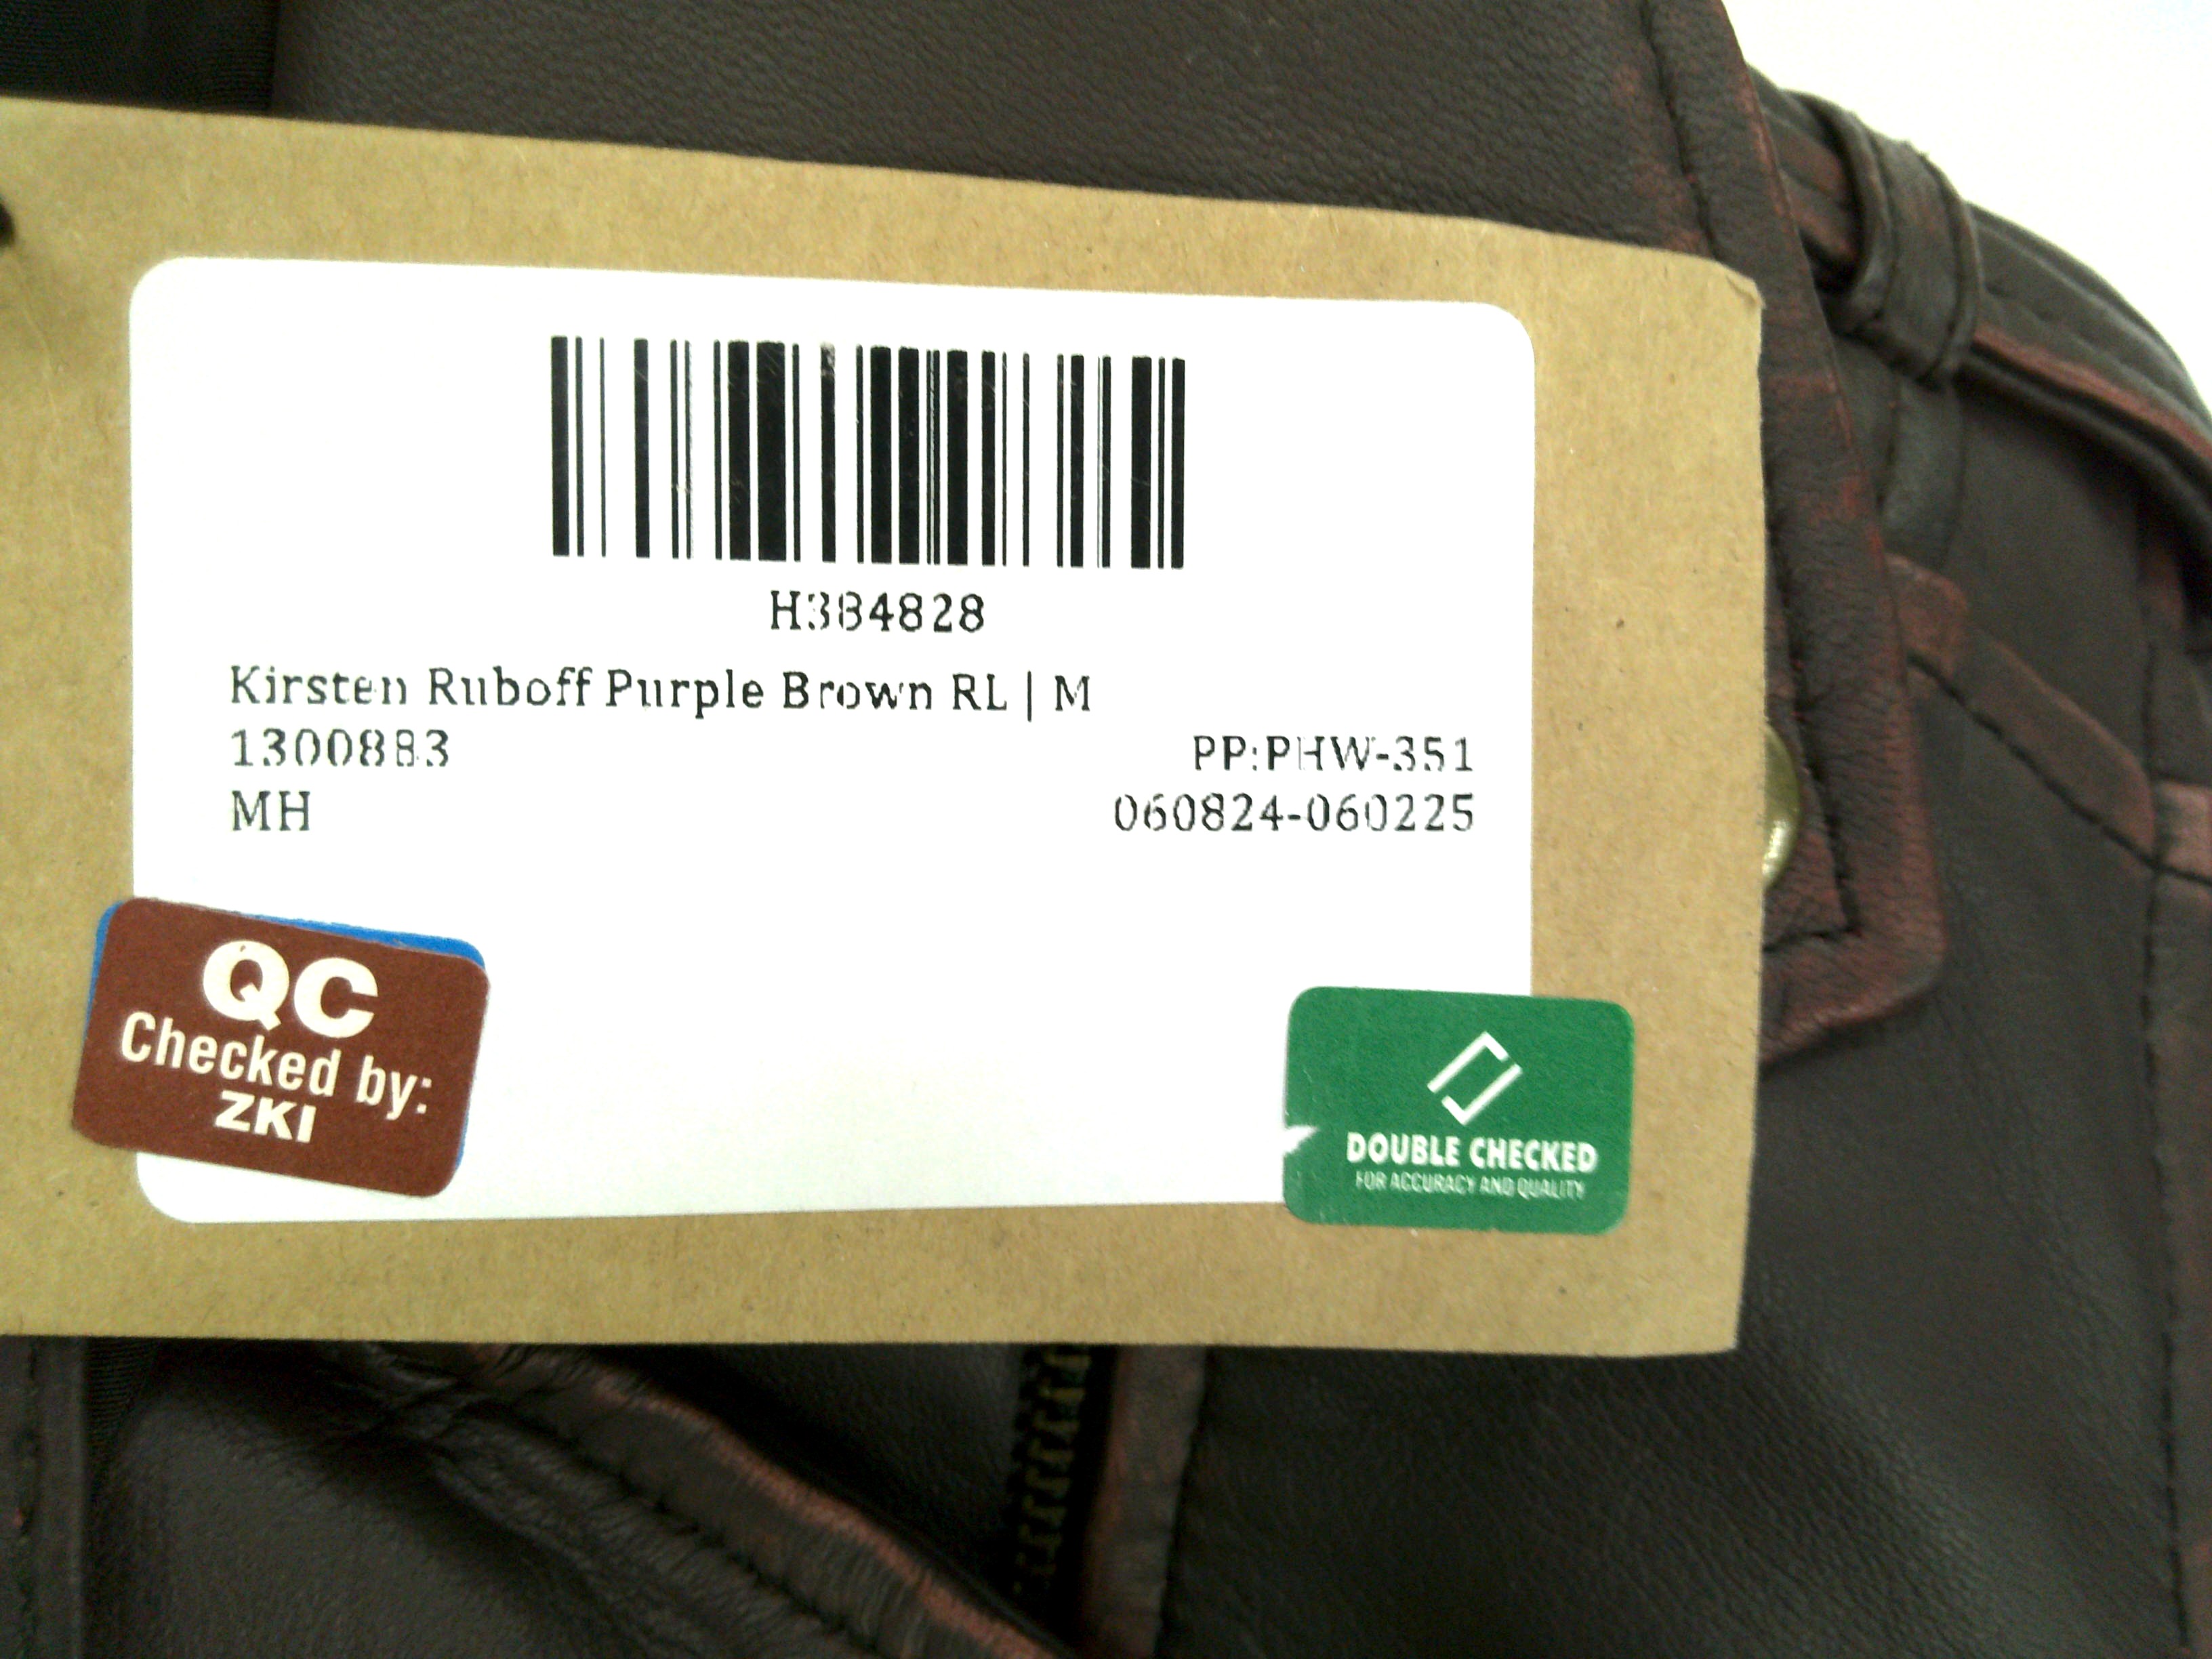 H384828
Kirsten Ruboff Purple Brown RL | M
1300883
PP:PHW-351
MH
060824-060225
QC
Checked by:
ZKI
DOUBLE CHECKED
FOR ACCURACY AND QUALITY